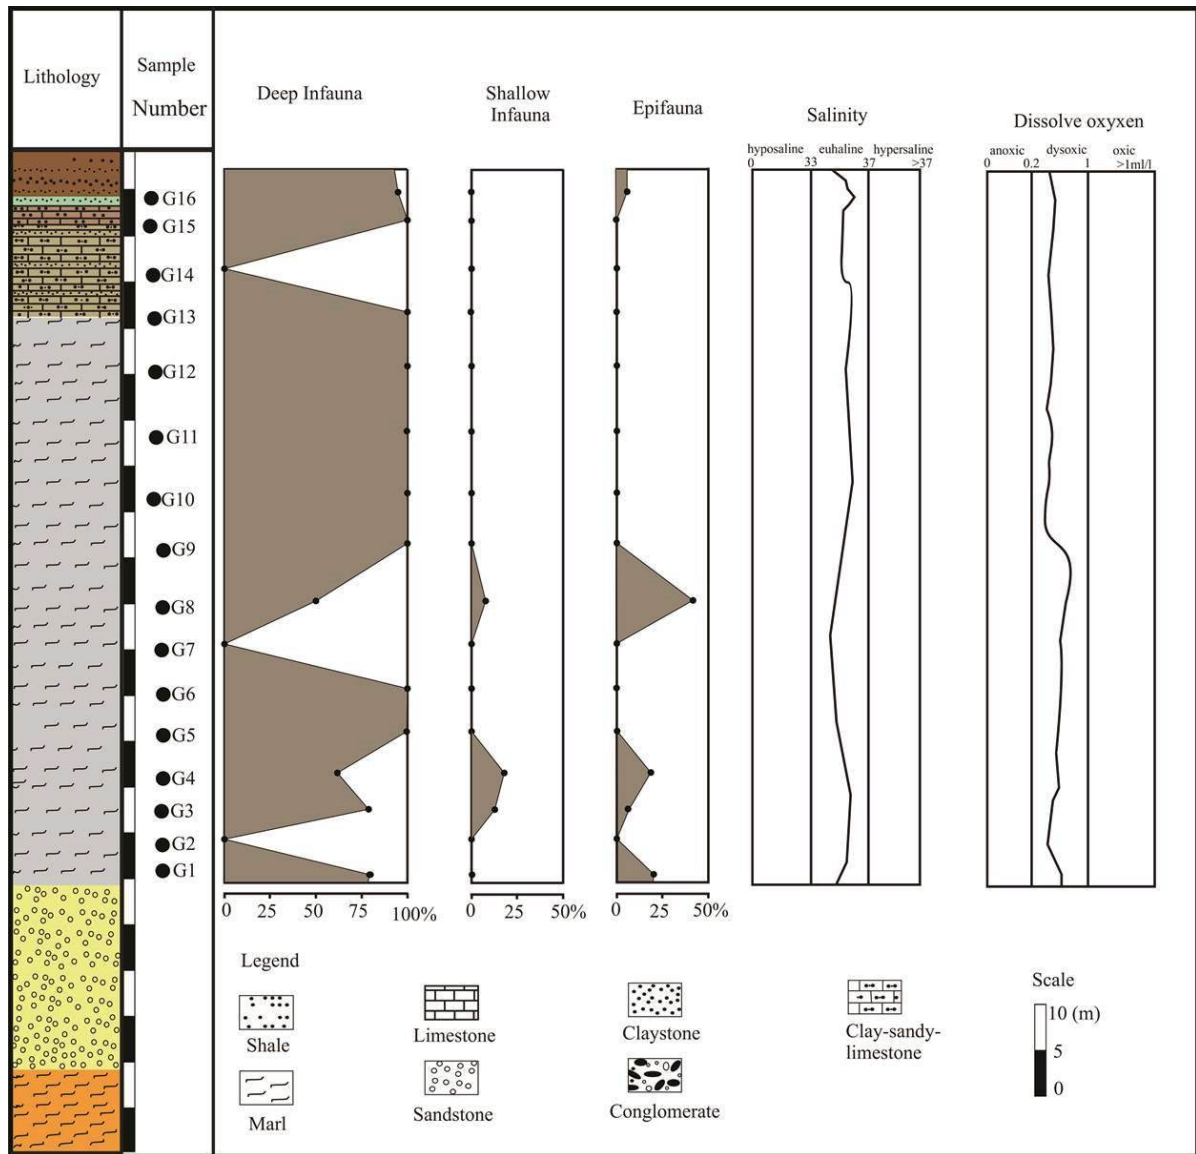 Lithology
Sample
Number
Deep Infauna
Shallow
Infauna
Epifauna
Salinity
Dissolve oxyxen
hyposaline euhaline hypersaline
0 33 37 >37
anoxic dysoxic oxic
0 0.2 1 >1ml/l
G16
G15
G14
G13
G12
G11
G10
G9
G8
G7
G6
G5
G4
G3
G2
G1
0 25 50 100%
0 25 50%
0 25 50%
Legend
Shale
Limestone
Claystone
Clay-sandy-
limestone
Marl
Sandstone
Conglomerate
Scale
10 (m)
5
0